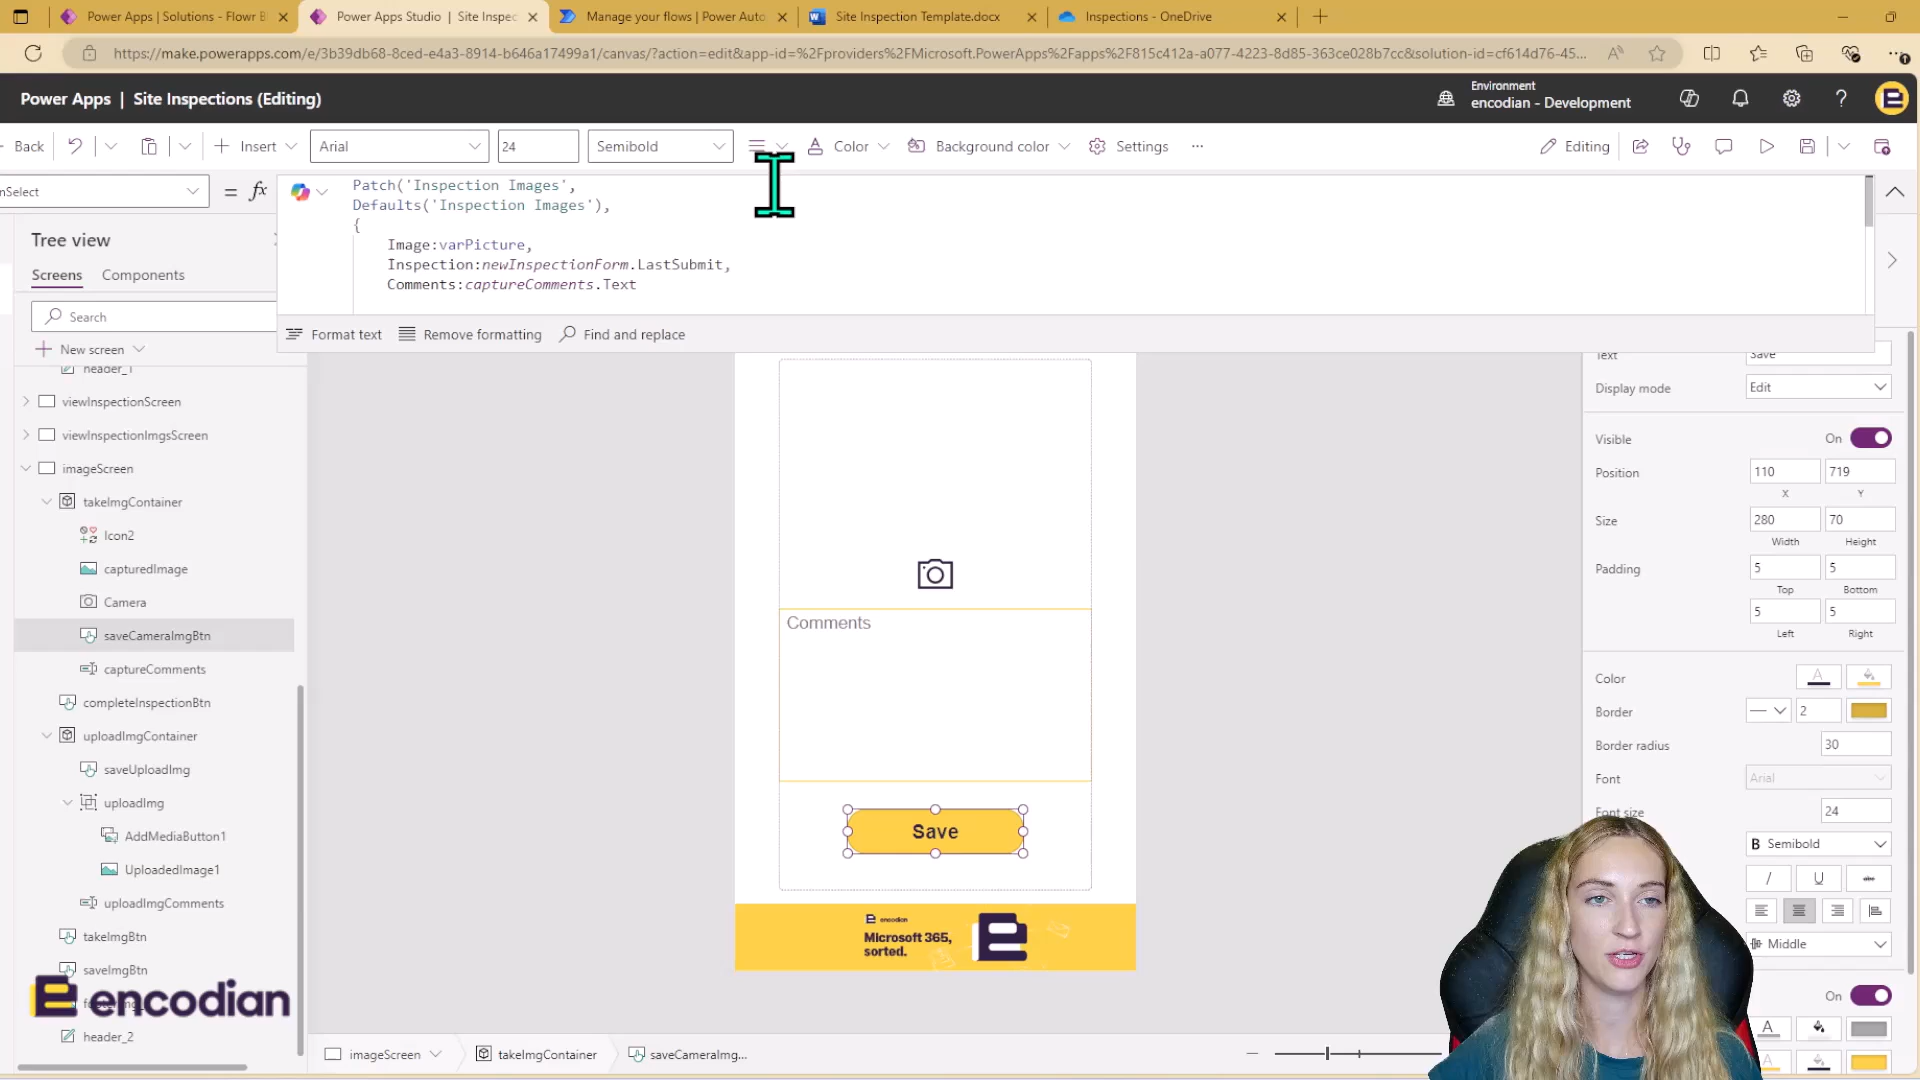 Power Apps | Solutions - Flowr B
Power Apps Studio | Site Inspec
Manage your flows | Power Auto
Site Inspection Template.docx
Inspections - OneDrive
https://make.powerapps.com/e/3b39db68-8ced-e4a3-8914-b646a17499a1/canvas/?action=edit&app-id=%2Fproviders%2FMicrosoft.PowerApps%2Fapps%2F815c412a-a077-4223-8d85-363ce028b7cc&solution-id=cf614d76-45...
Power Apps | Site Inspections (Editing)
Environment
encodian - Development
Back
Insert
Arial
24
Semibold
Color
Background color
Settings
Editing
nSelect
= fx
Patch('Inspection Images',
Defaults('Inspection Images'),
{
Image:varPicture,
Inspection:newInspectionForm.LastSubmit,
Comments:captureComments.Text
Format text
Remove formatting
Find and replace
Tree view
Screens
Components
Search
New screen
header_1
viewInspectionScreen
viewInspectionImgsScreen
imageScreen
takeImgContainer
Icon2
capturedImage
Camera
saveCameraImgBtn
captureComments
completeInspectionBtn
uploadImgContainer
saveUploadImg
uploadImg
AddMediaButton1
UploadedImage1
uploadImgComments
takeImgBtn
saveImgBtn
encodian
header_2
Comments
Save
encodian
Microsoft 365,
sorted.
imageScreen
takeImgContainer
saveCameraImg...
Text
Save
Display mode
Edit
Visible
On
Position
110
719
X
Y
Size
280
70
Width
Height
Padding
5
5
Top
Bottom
5
5
Left
Right
Color
Border
2
Border radius
30
Font
Arial
Font size
24
B Semibold
Middle
On